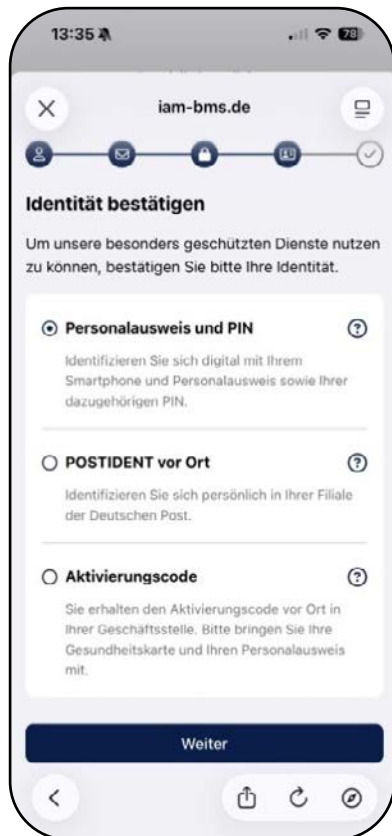 13:35
78
iam-bms.de
Identität bestätigen
Um unsere besonders geschützten Dienste nutzen
zu können, bestätigen Sie bitte Ihre Identität.
Personalausweis und PIN ?
Identifizieren Sie sich digital mit Ihrem
Smartphone und Personalausweis sowie Ihrer
dazugehörigen PIN.
POSTIDENT vor Ort ?
Identifizieren Sie sich persönlich in Ihrer Filiale
der Deutschen Post.
Aktivierungscode ?
Sie erhalten den Aktivierungscode vor Ort in
Ihrer Geschäftsstelle. Bitte bringen Sie Ihre
Gesundheitskarte und Ihren Personalausweis
mit.
Weiter